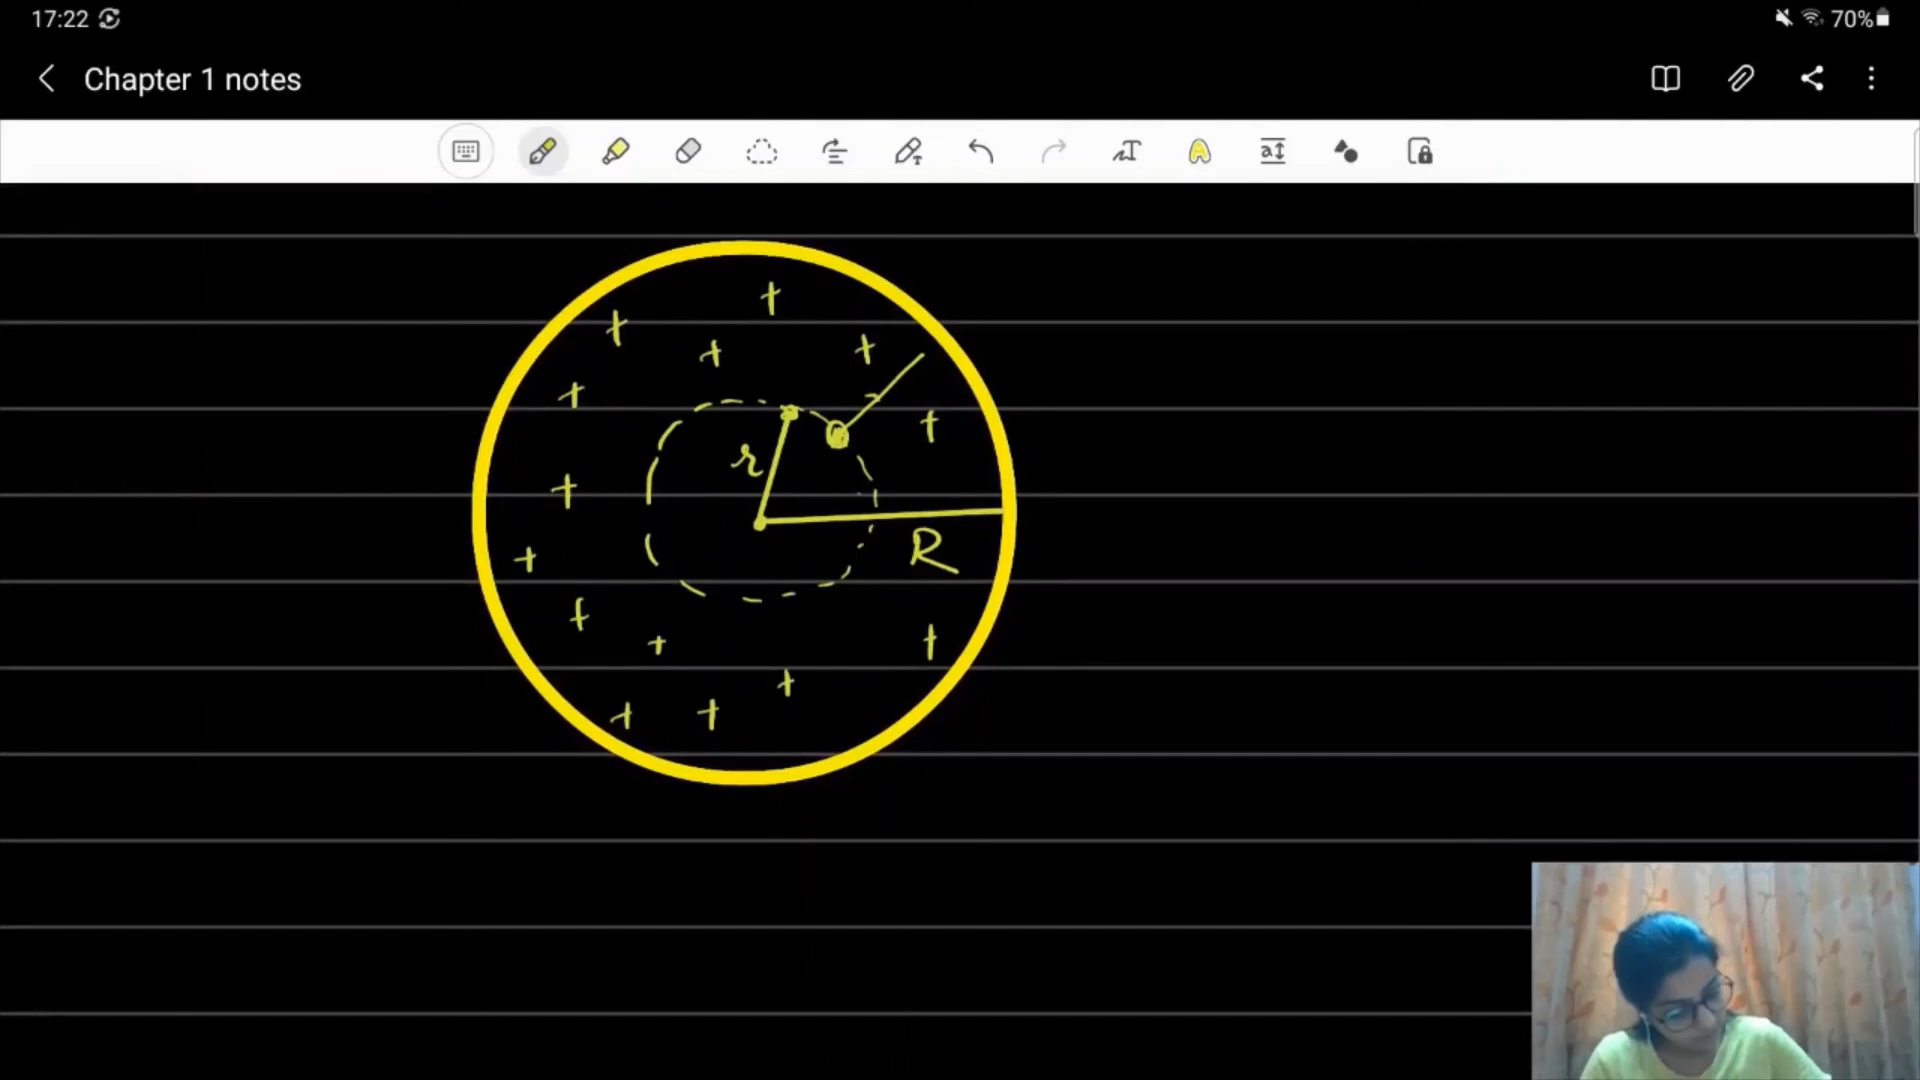 17:22 70%
Chapter 1 notes
T A a
+
+ + +
+ +
r
+
R
+
+
+ +
+
+ +